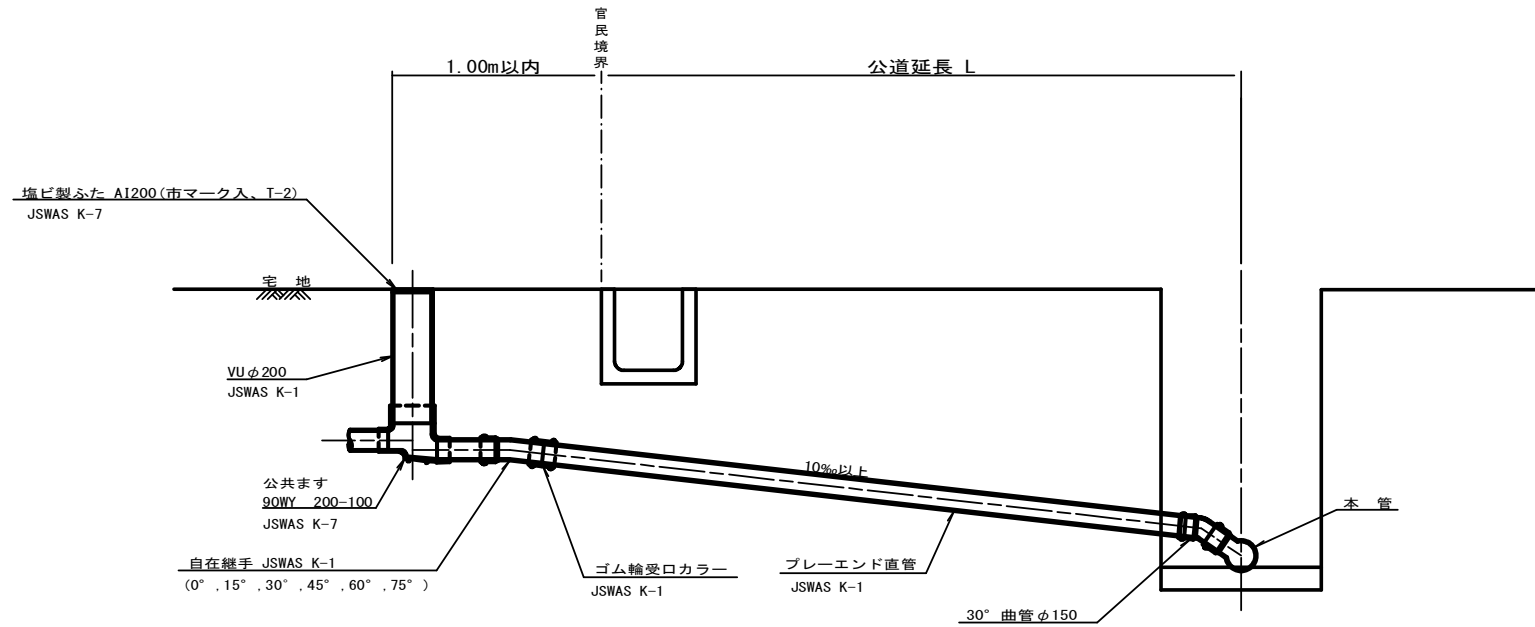 官民境界
1.00m以内
公道延長 L
塩ビ製ふた AI200(市マーク入、T-2)
JSWAS K-7
宅 地
VUφ200
JSWAS K-1
10‰以上
公共ます
90WY 200-100
JSWAS K-7
本 管
自在継手 JSWAS K-1
(0°,15°,30°,45°,60°,75°)
ゴム輪受口カラー
JSWAS K-1
プレーエンド直管
JSWAS K-1
30°曲管φ150